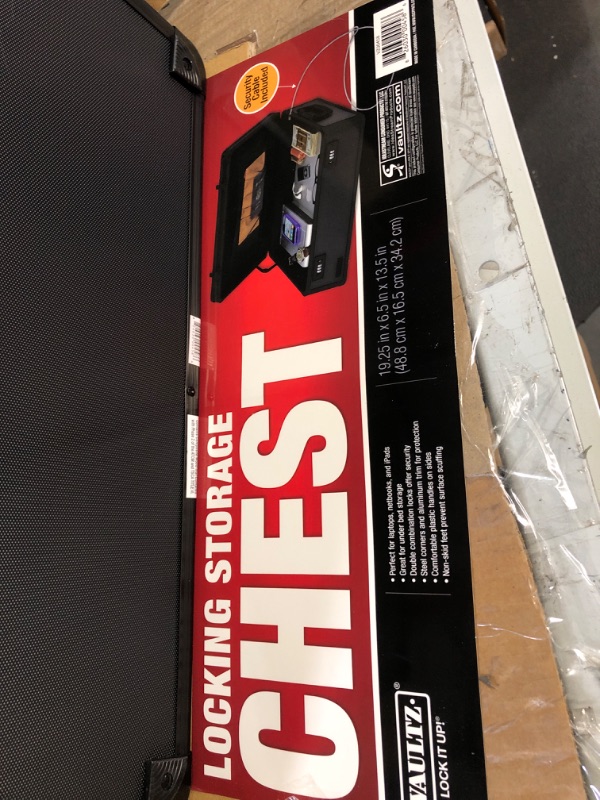 LOCKING STORAGE
CHEST
Security
Cable
Included
VAULTZ®
LOCK IT UP!®
• Perfect for laptops, netbooks, and iPads
• Great for under bed storage
• Double combination locks offer security
• Steel corners and aluminum trim for protection
• Comfortable plastic handles on sides
• Non-skid feet prevent surface scuffing
19.25 in x 6.5 in x 13.5 in
(48.8 cm x 16.5 cm x 34.2 cm)
vaultz.com